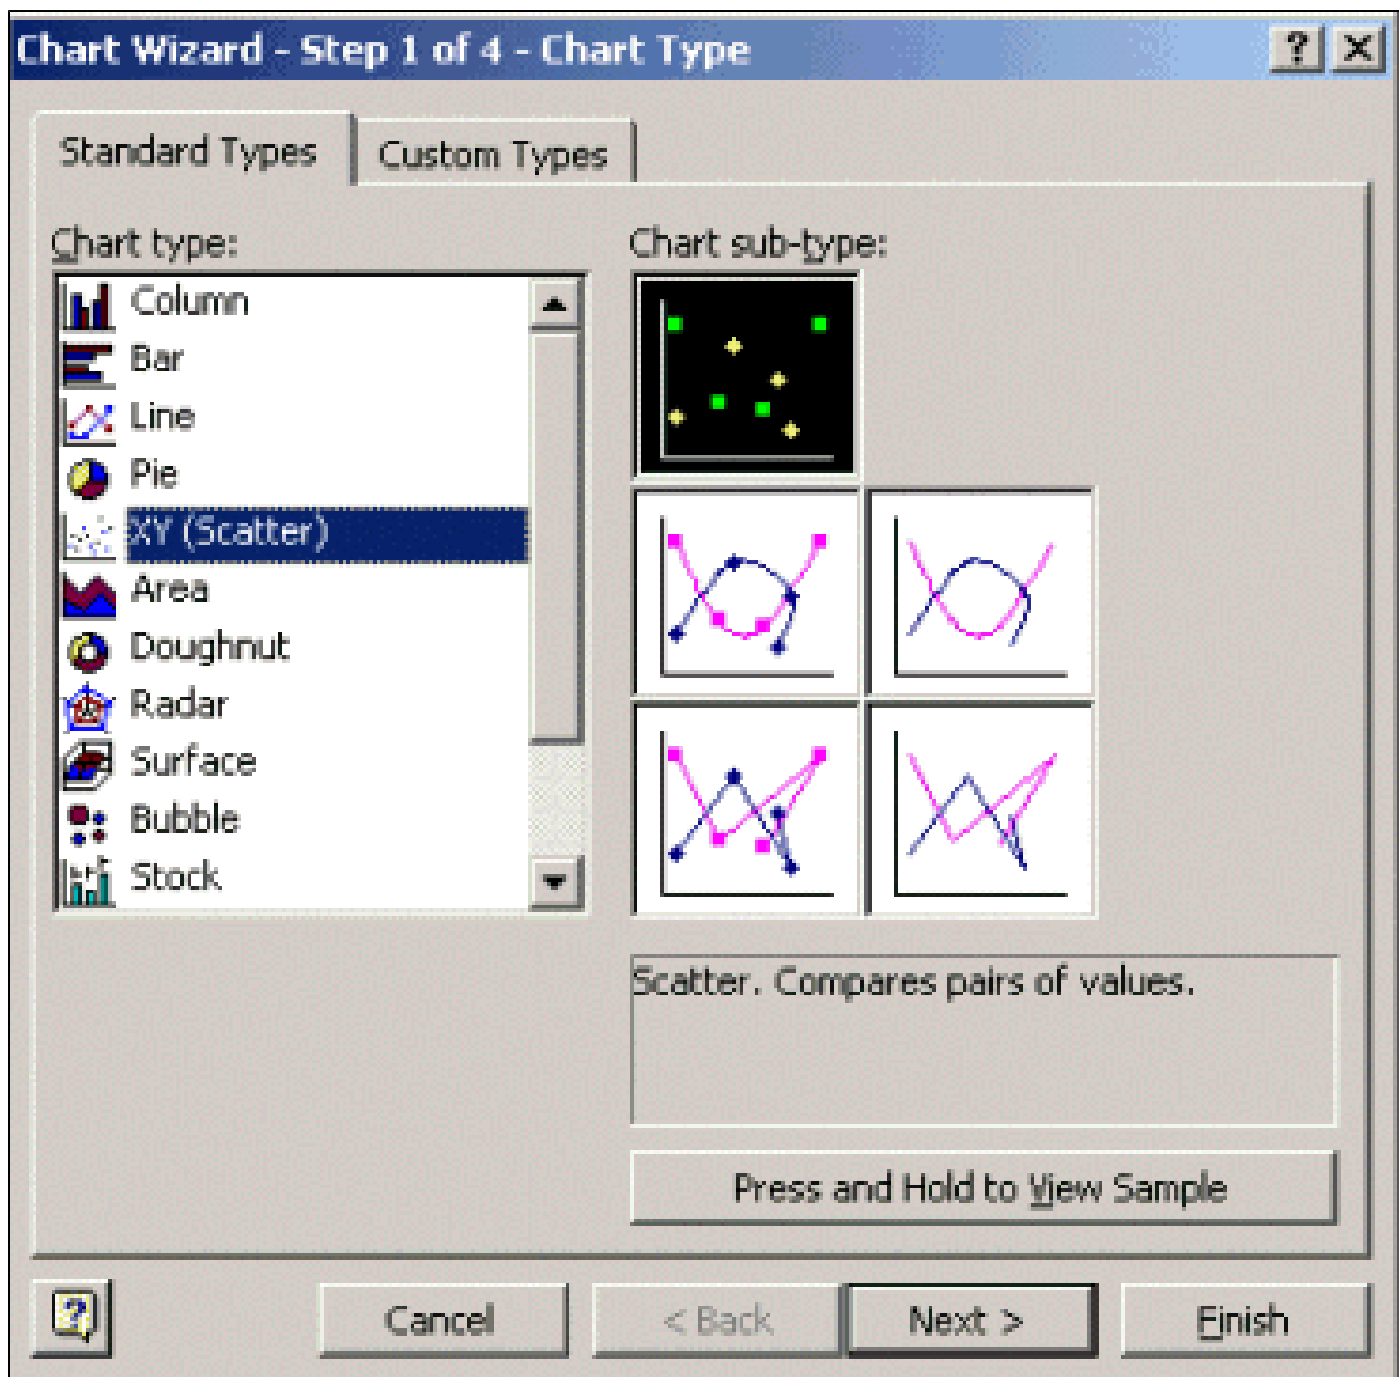 Chart Wizard - Step 1 of 4 - Chart Type
Standard Types
Custom Types
Chart type:
Column
Bar
Line
Pie
XY (Scatter)
Area
Doughnut
Radar
Surface
Bubble
Stock
Chart sub-type:
Scatter. Compares pairs of values.
Press and Hold to View Sample
Cancel
< Back
Next >
Finish